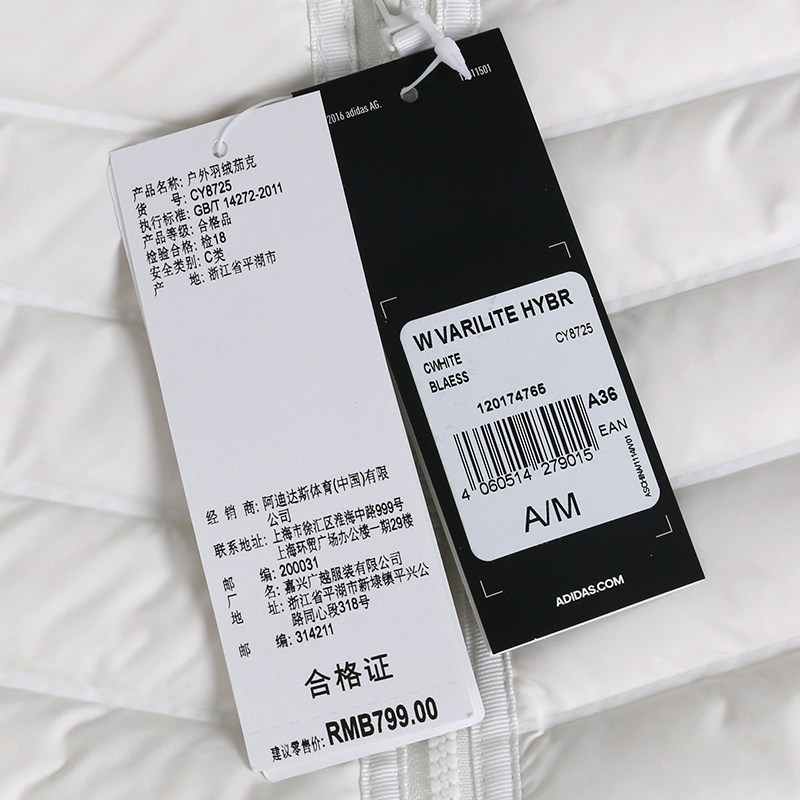 产品名称: 户外羽绒茄克
货 号: CY8725
执行标准: GB/T 14272-2011
产品等级: 合格品
检验合格: 检18
安全类别: C类
产 地: 浙江省平湖市
经 销 商: 阿迪达斯体育(中国)有限
公司
联系地址: 上海市徐汇区淮海中路999号
上海环贸广场办公楼一期29楼
邮 编: 200031
厂 名: 嘉兴广越服装有限公司
地 址: 浙江省平湖市新埭镇平兴公
路同心段318号
邮 编: 314211
合格证
建议零售价: RMB799.00
2016 adidas AG.
W VARILITE HYBR
CWHITE
CY8725
BLAESS
120174765
A36
EAN
4 060514 279015
A/M
ADIDAS.COM